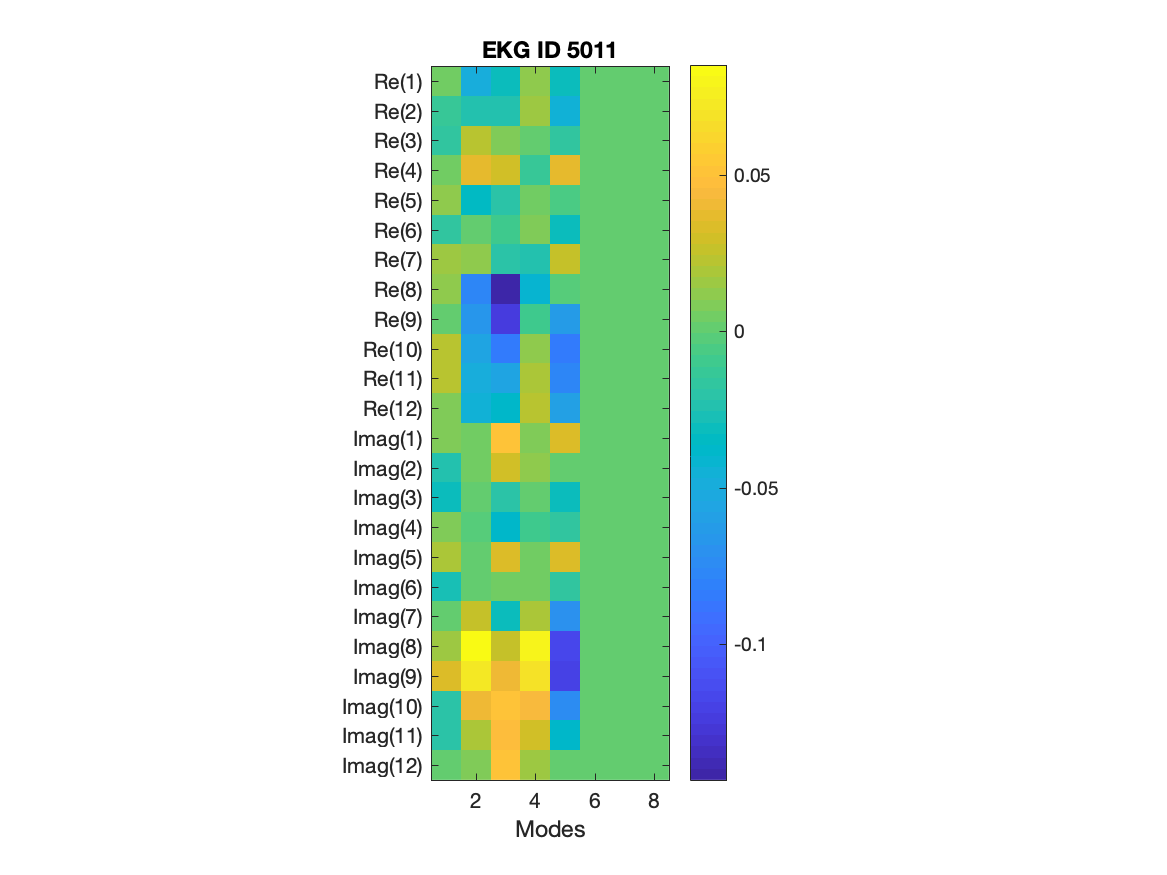 EKG ID 5011
Re(1)
Re(2)
Re(3)
Re(4)
Re(5)
Re(6)
Re(7)
Re(8)
Re(9)
Re(10)
Re(11)
Re(12)
Imag(1)
Imag(2)
Imag(3)
Imag(4)
Imag(5)
Imag(6)
Imag(7)
Imag(8)
Imag(9)
Imag(10)
Imag(11)
Imag(12)
2 4 6 8
Modes
0.05
0
-0.05
-0.1